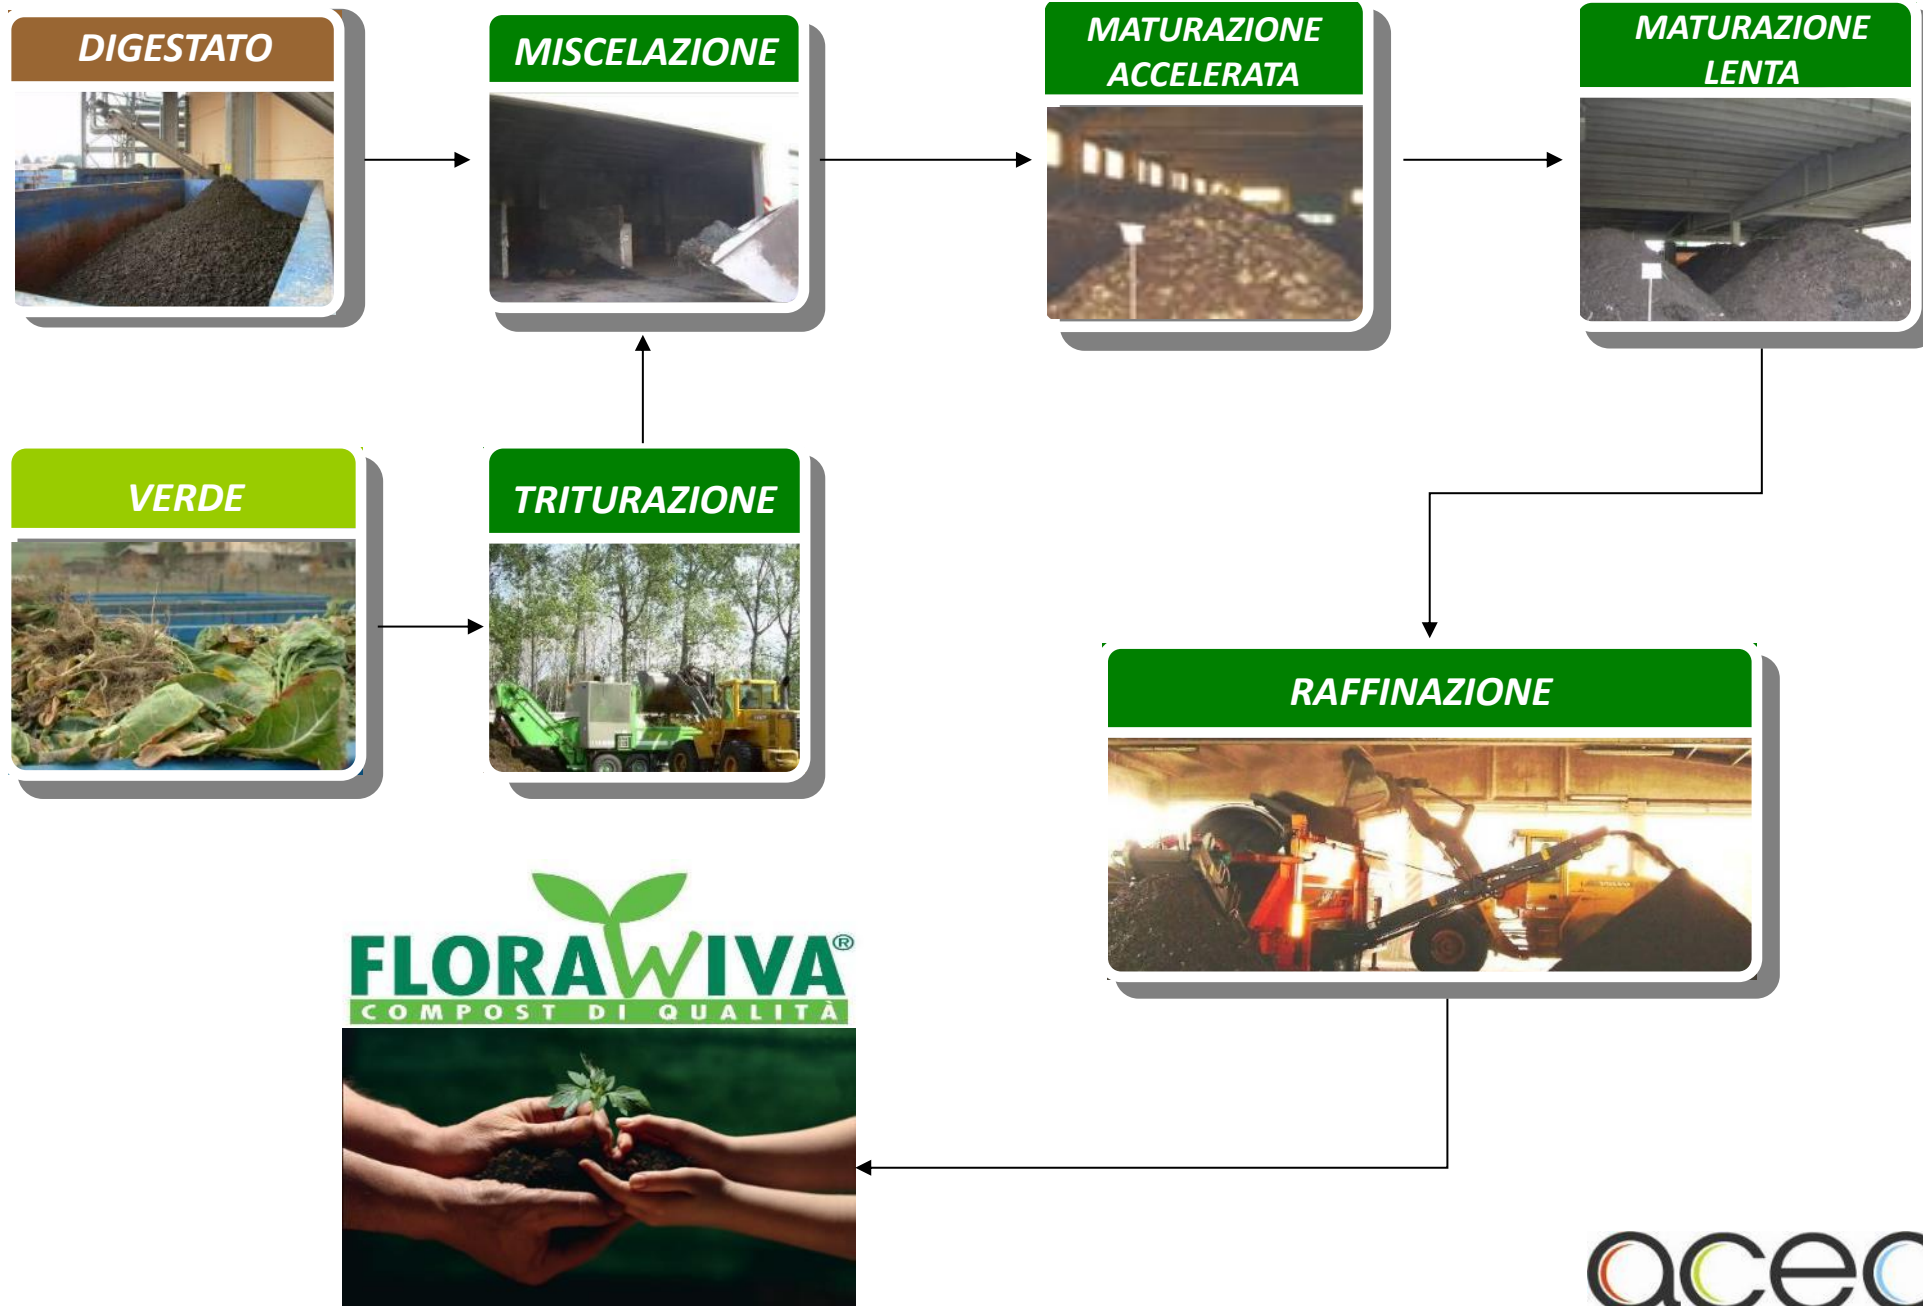 DIGESTATO
MISCELAZIONE
MATURAZIONE
ACCELERATA
MATURAZIONE
LENTA
VERDE
TRITURAZIONE
RAFFINAZIONE
FLORAWIVA®
COMPOST DI QUALITÀ
acea